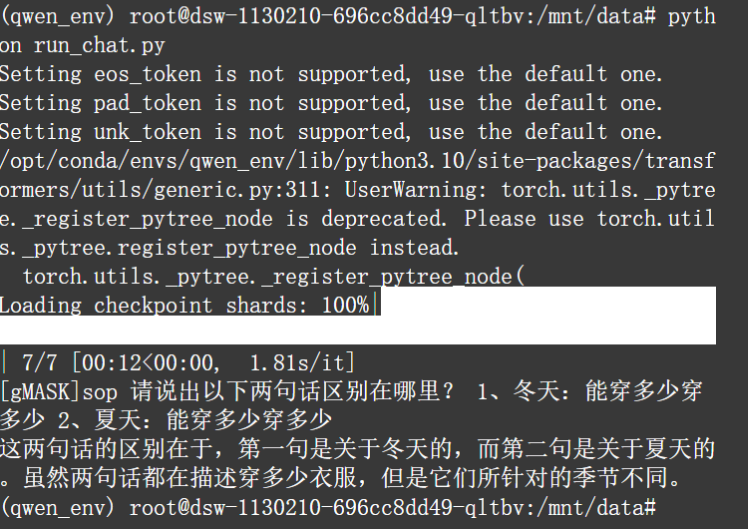 (qwen_env) root@dsw-1130210-696cc8dd49-qltbv:/mnt/data# pyth
on run_chat.py
Setting eos_token is not supported, use the default one.
Setting pad_token is not supported, use the default one.
Setting unk_token is not supported, use the default one.
/opt/conda/envs/qwen_env/lib/python3.10/site-packages/transf
ormers/utils/generic.py:311: UserWarning: torch.utils._pytre
e._register_pytree_node is deprecated. Please use torch.util
s._pytree.register_pytree_node instead.
  torch.utils._pytree._register_pytree_node(
Loading checkpoint shards: 100%|
| 7/7 [00:12<00:00,  1.81s/it]
[gMASK]sop 请说出以下两句话区别在哪里？ 1、冬天：能穿多少穿
多少 2、夏天：能穿多少穿多少
这两句话的区别在于，第一句是关于冬天的，而第二句是关于夏天的
。虽然两句话都在描述穿多少衣服，但是它们所针对的季节不同。
(qwen_env) root@dsw-1130210-696cc8dd49-qltbv:/mnt/data#